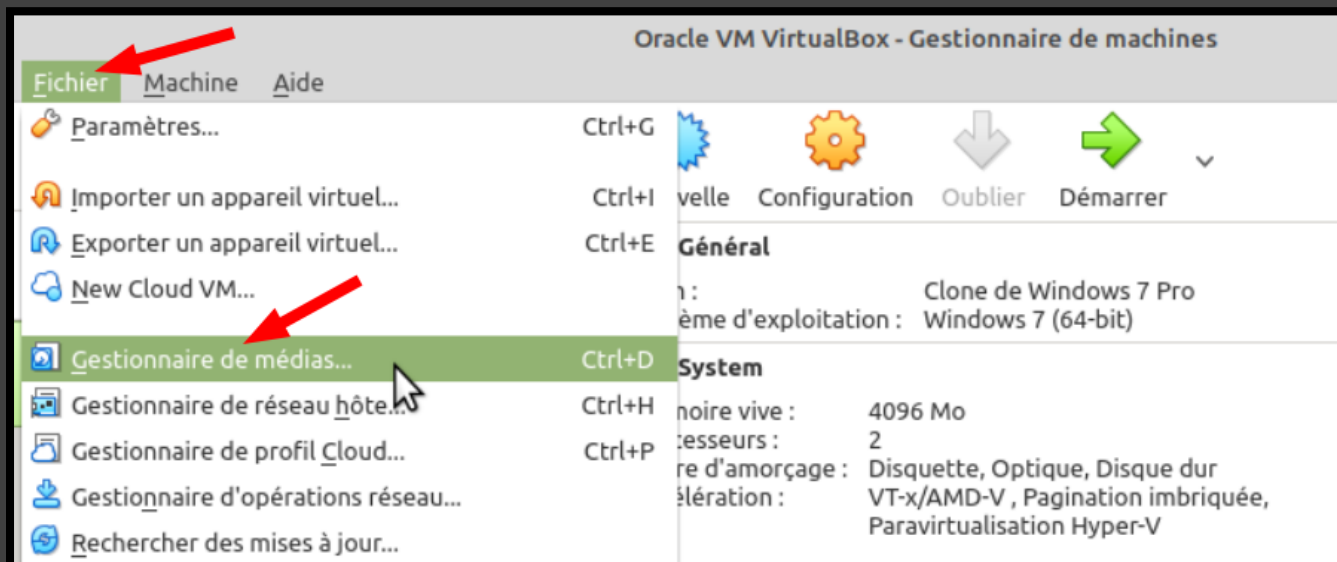 Oracle VM VirtualBox - Gestionnaire de machines
Fichier Machine Aide
Paramètres... Ctrl+G
Importer un appareil virtuel... Ctrl+I
Exporter un appareil virtuel... Ctrl+E
New Cloud VM...
Gestionnaire de médias... Ctrl+D
Gestionnaire de réseau hôte... Ctrl+H
Gestionnaire de profil Cloud... Ctrl+P
Gestionnaire d'opérations réseau...
Rechercher des mises à jour...
velle Configuration Oublier Démarrer
Général
: Clone de Windows 7 Pro
ème d'exploitation : Windows 7 (64-bit)
System
moire vive : 4096 Mo
cesseurs : 2
re d'amorçage : Disquette, Optique, Disque dur
élération : VT-x/AMD-V , Pagination imbriquée,
Paravirtualisation Hyper-V